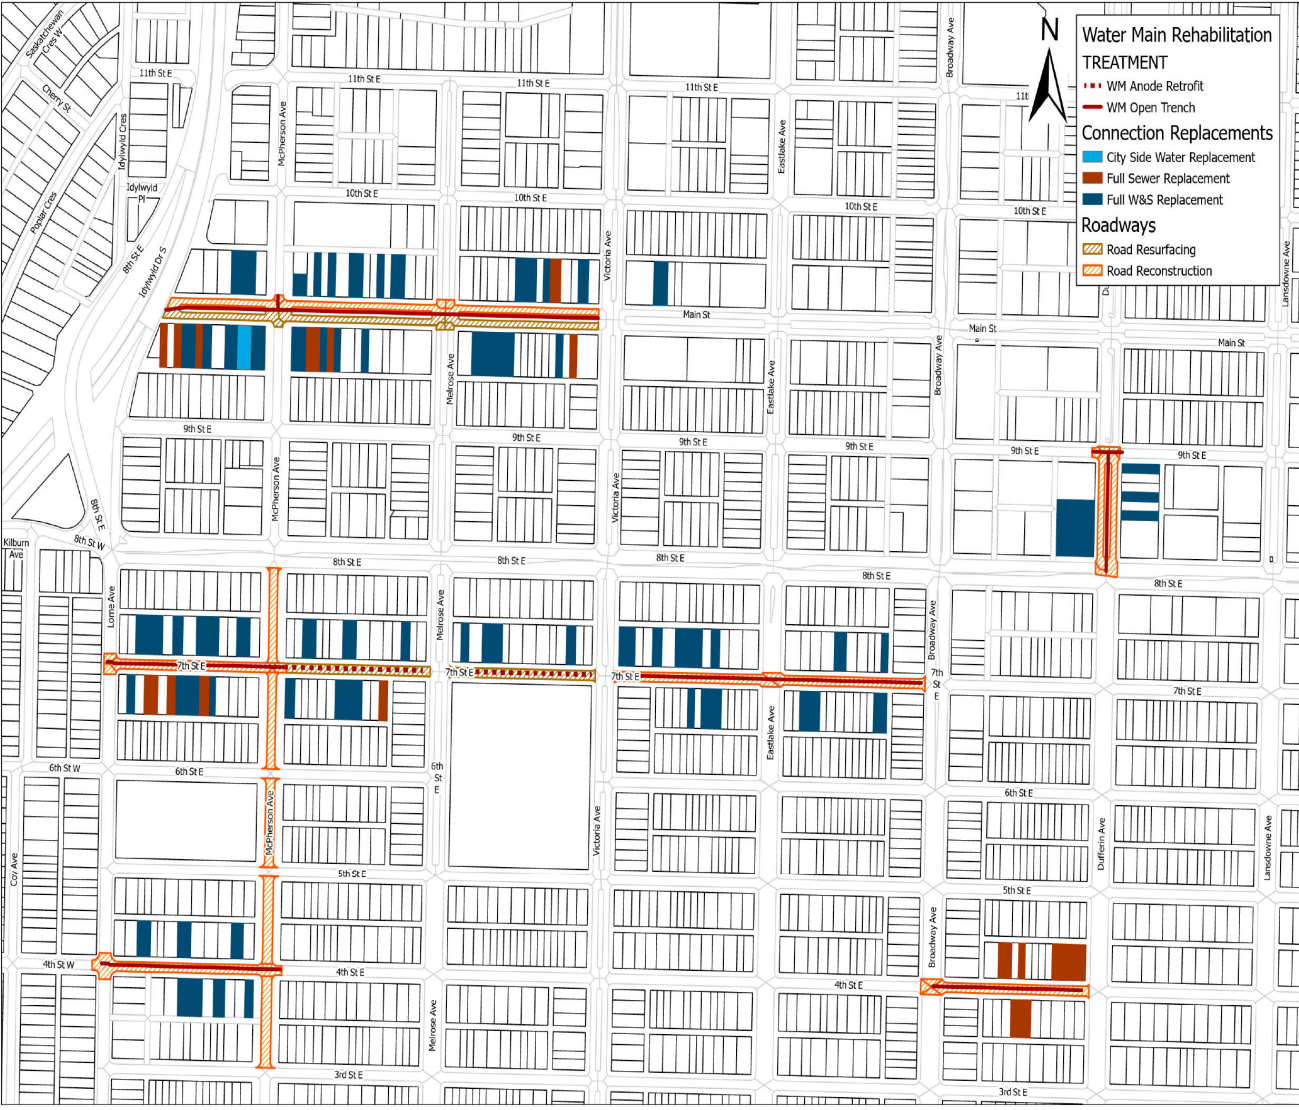 Saskatchewan
Cres W
Cherry St
11th St E
11th St E
11th St E
11th St E
11t
Broadway Ave
N
Water Main Rehabilitation
TREATMENT
WM Anode Retrofit
WM Open Trench
Connection Replacements
City Side Water Replacement
Full Sewer Replacement
Full W&S Replacement
Roadways
Road Resurfacing
Road Reconstruction
Idylwyld Cres
McPherson Ave
Eastlake Ave
Idylwyld
Pl
Poplar Cres
10th St E
10th St E
10th St E
10th St E
8th St E
Idylwyld Dr S
Victoria Ave
Lansdowne Ave
Du
Main St
Main St
Main St
Melrose Ave
Eastlake Ave
Broadway Ave
9th St E
9th St E
9th St E
9th St E
9th St E
9th St E
McPherson Ave
Victoria Ave
8th St E
8th St W
Kilburn
Ave
8th St E
8th St E
8th St E
8th St E
8th St E
Lorne Ave
Melrose Ave
Broadway Ave
7th St E
7th St E
7th St E
7th
St
E
7th St E
Eastlake Ave
6th St W
6th St E
6th
St
E
6th St E
McPherson Ave
Victoria Ave
Dufferin Ave
Lansdowne Ave
Coy Ave
5th St E
5th St E
Broadway Ave
4th St W
4th St E
4th St E
Melrose Ave
3rd St E
3rd St E